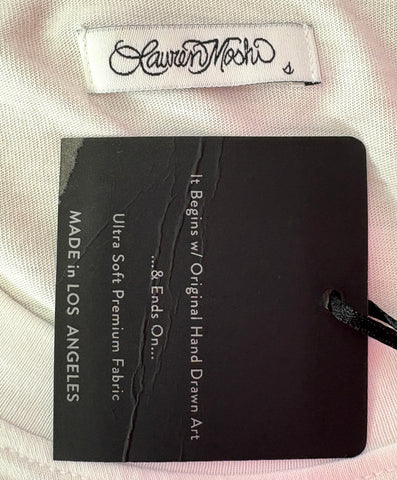 Lauren Moshi
S
It Begins w/ Original Hand Drawn Art
...& Ends On...
Ultra Soft Premium Fabric
MADE in LOS ANGELES